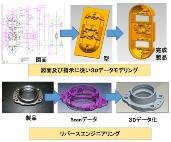 図面
型
完成
製品
図面及び指示に従い3Dデータモデリング
製品
Scanデータ
3Dデータ化
リバースエンジニアリング